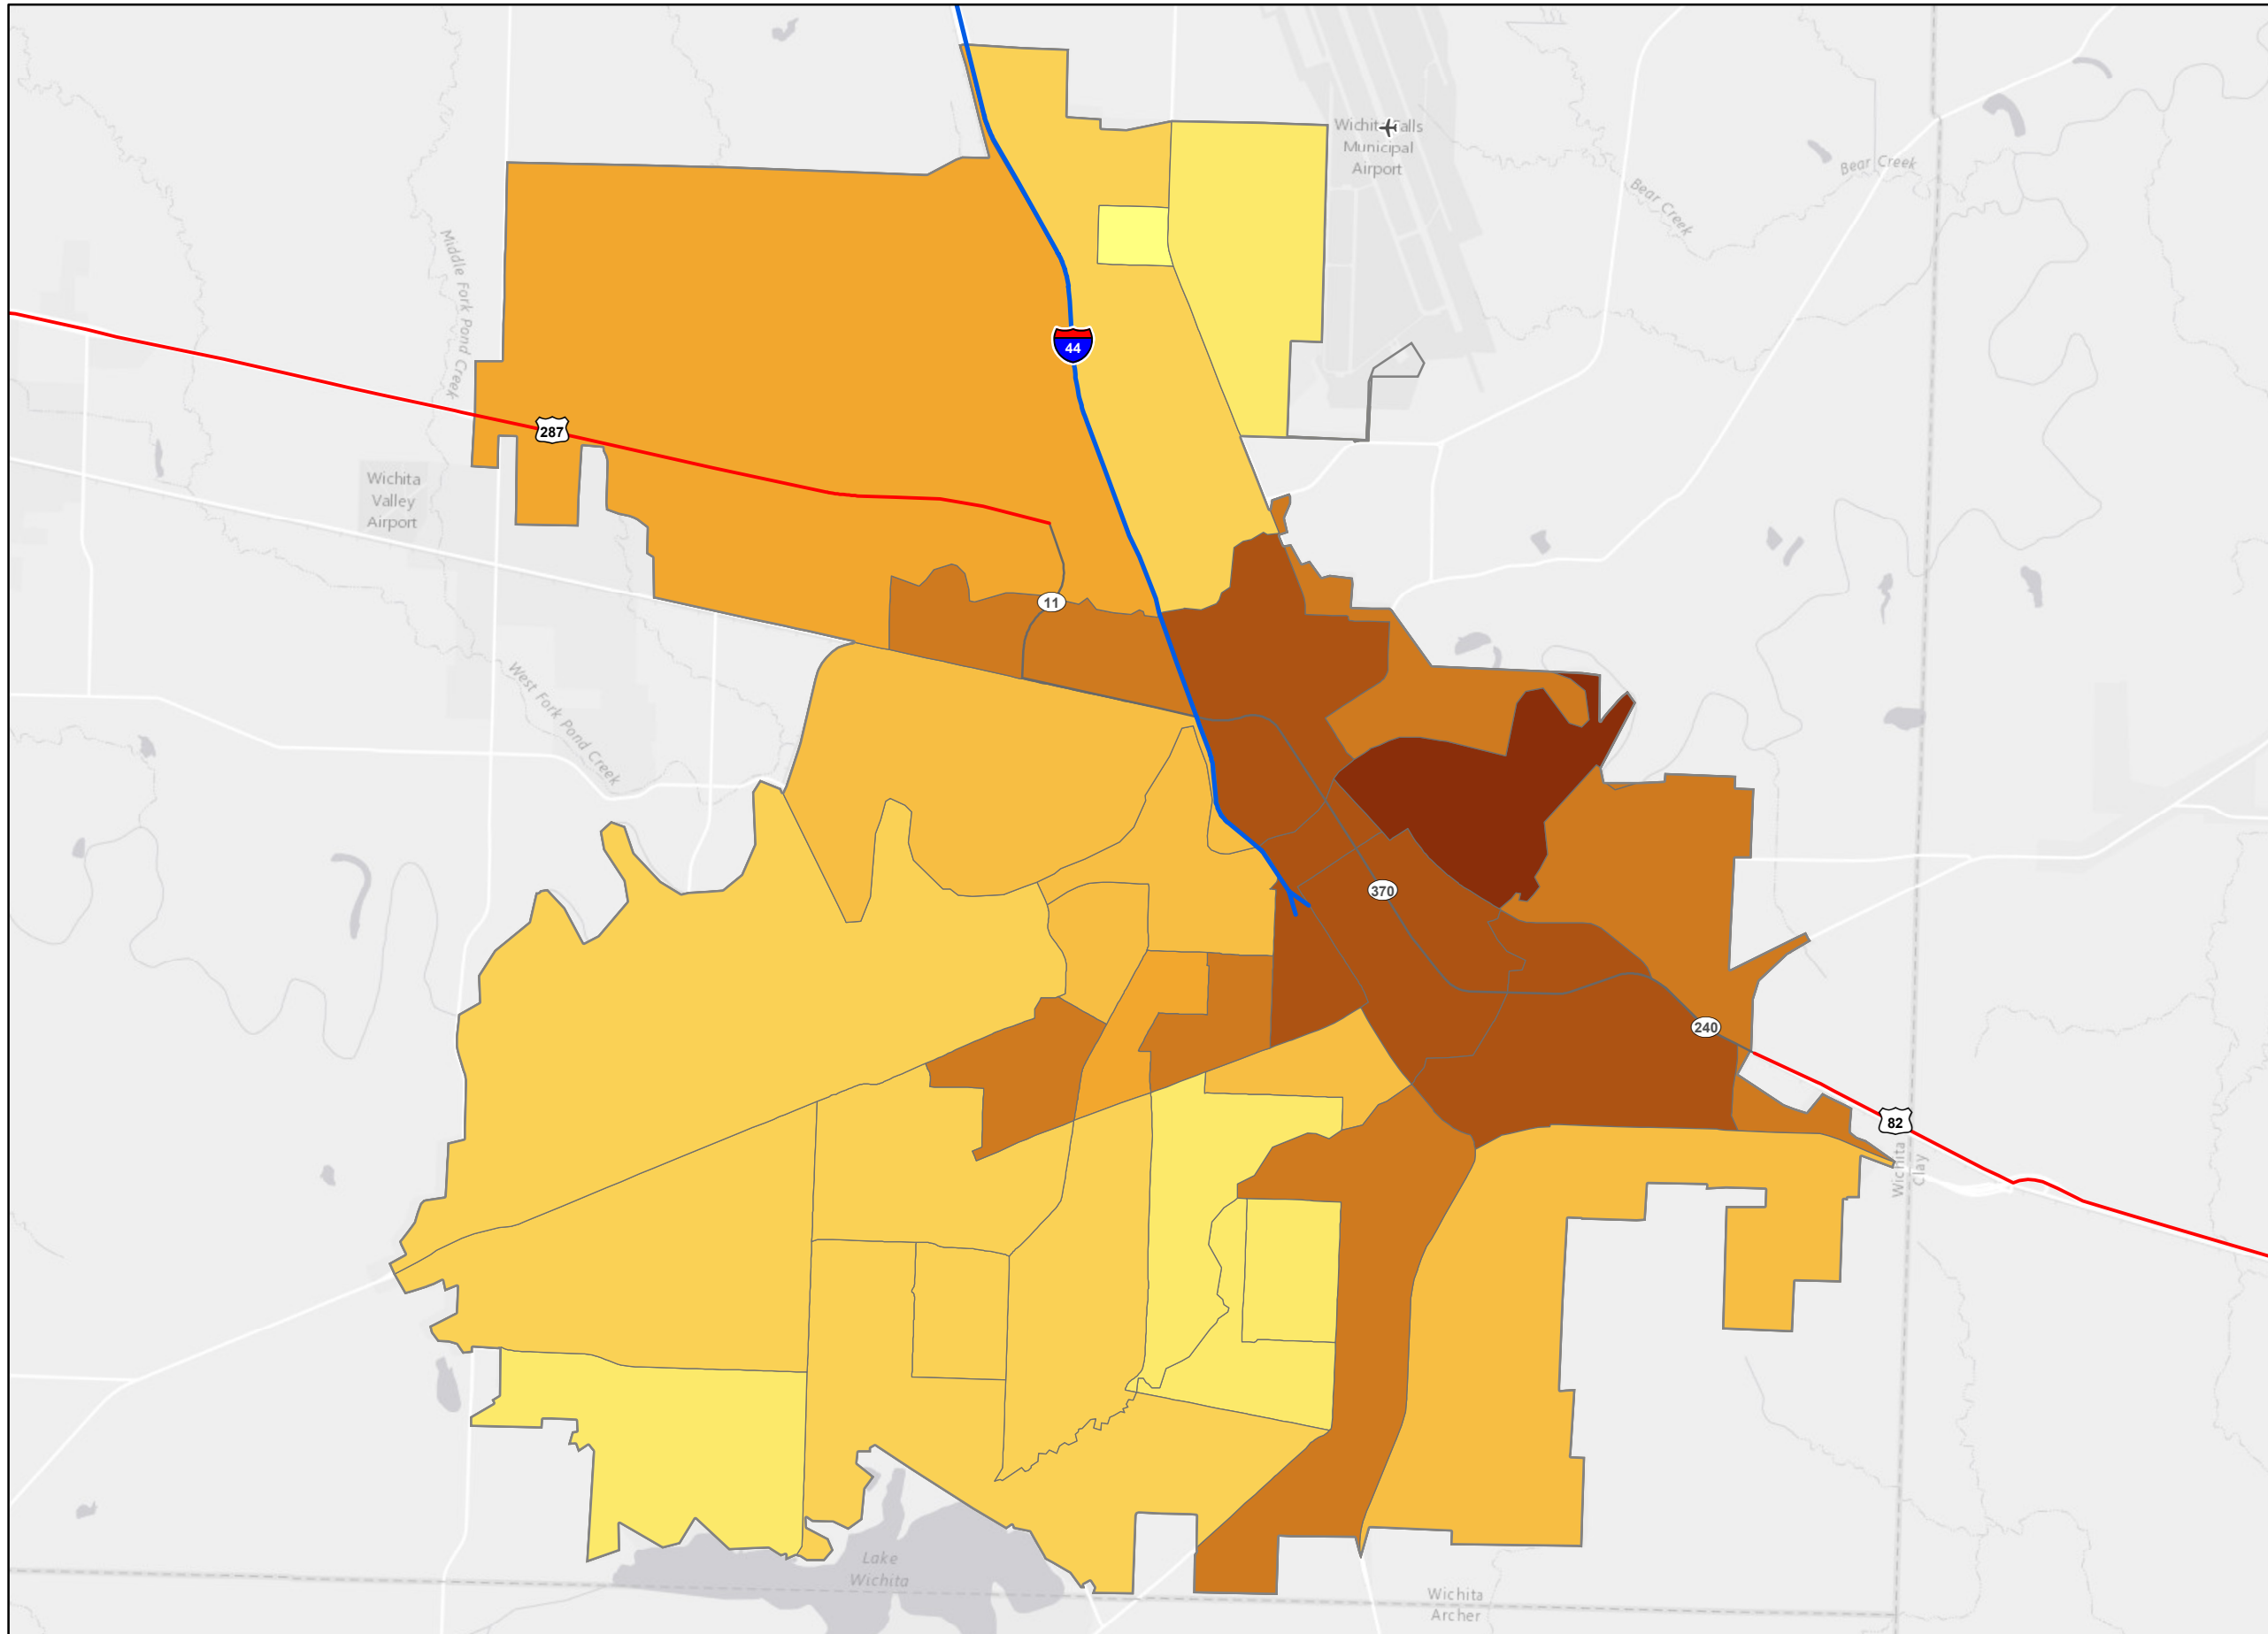 Wichita Falls
Municipal
Airport
Bear Creek
Bear Creek
Middle Fork Pond Creek
44
287
Wichita
Valley
Airport
11
West Fork Pond Creek
370
240
82
Wichita
Clay
Lake
Wichita
Wichita
Archer